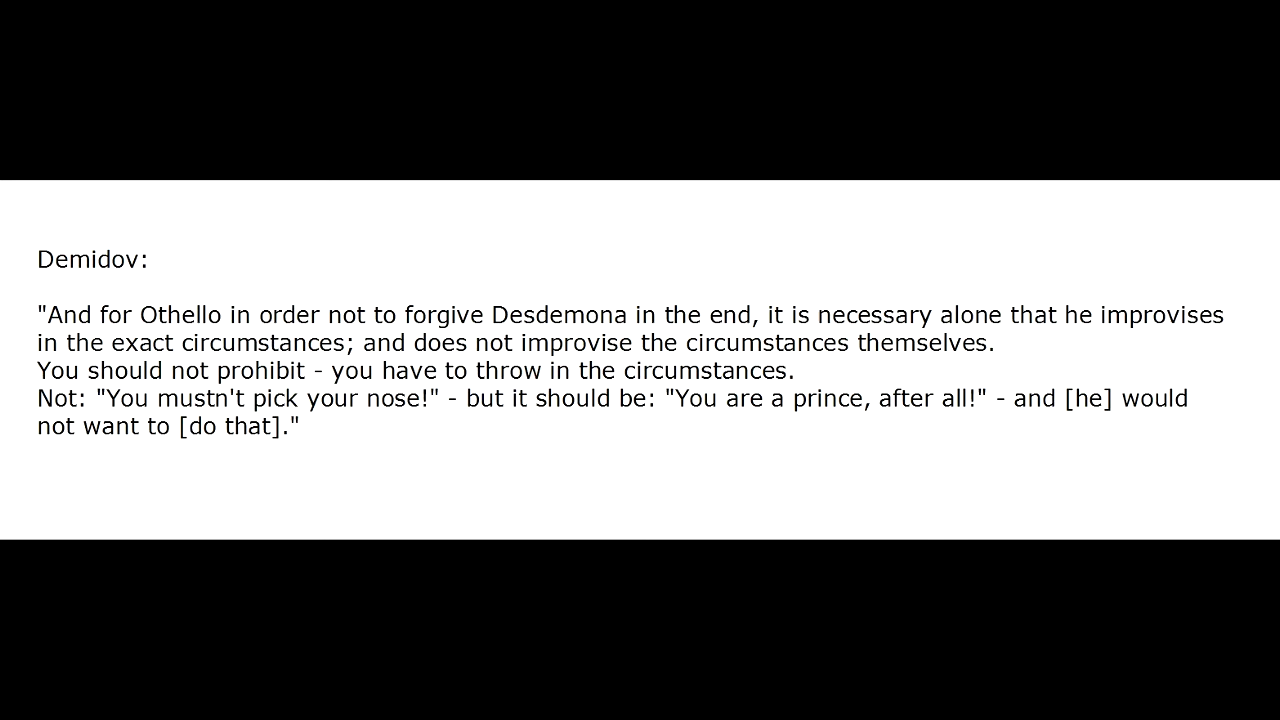 Demidov:
"And for Othello in order not to forgive Desdemona in the end, it is necessary alone that he improvises
in the exact circumstances; and does not improvise the circumstances themselves.
You should not prohibit - you have to throw in the circumstances.
Not: "You mustn't pick your nose!" - but it should be: "You are a prince, after all!" - and [he] would
not want to [do that]."